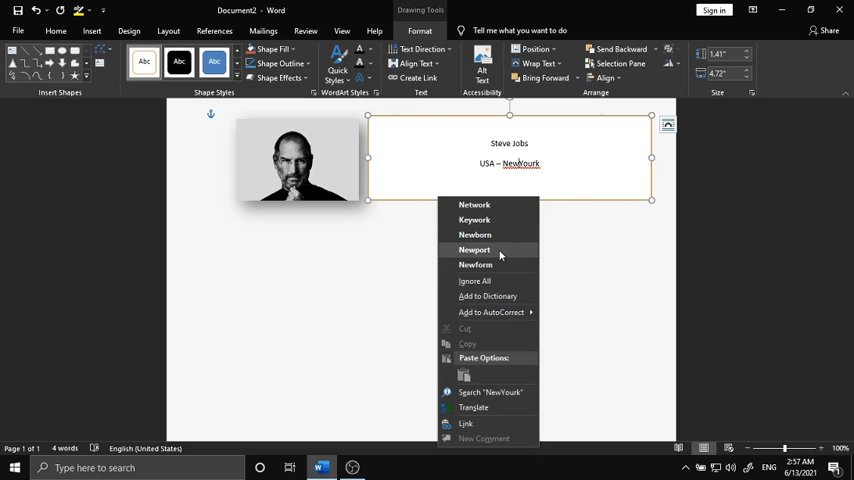 Document2 - Word
Drawing Tools
Sign in
File
Home
Insert
Design
Layout
References
Mailings
Review
View
Help
Format
Tell me what you want to do
Share
Abc
Abc
Abc
Shape Fill
Shape Outline
Shape Effects
Quick
Styles
Text Direction
Align Text
Create Link
Alt
Text
Position
Wrap Text
Bring Forward
Send Backward
Selection Pane
Align
1.41"
4.72"
Insert Shapes
Shape Styles
WordArt Styles
Text
Accessibility
Arrange
Size
Steve Jobs
USA – NewYourk
Network
Keywork
Newborn
Newport
Newform
Ignore All
Add to Dictionary
Add to AutoCorrect
Cut
Copy
Paste Options:
Search "NewYourk"
Translate
Link
New Comment
Page 1 of 1
4 words
English (United States)
100%
Type here to search
ENG
2:57 AM
6/13/2021